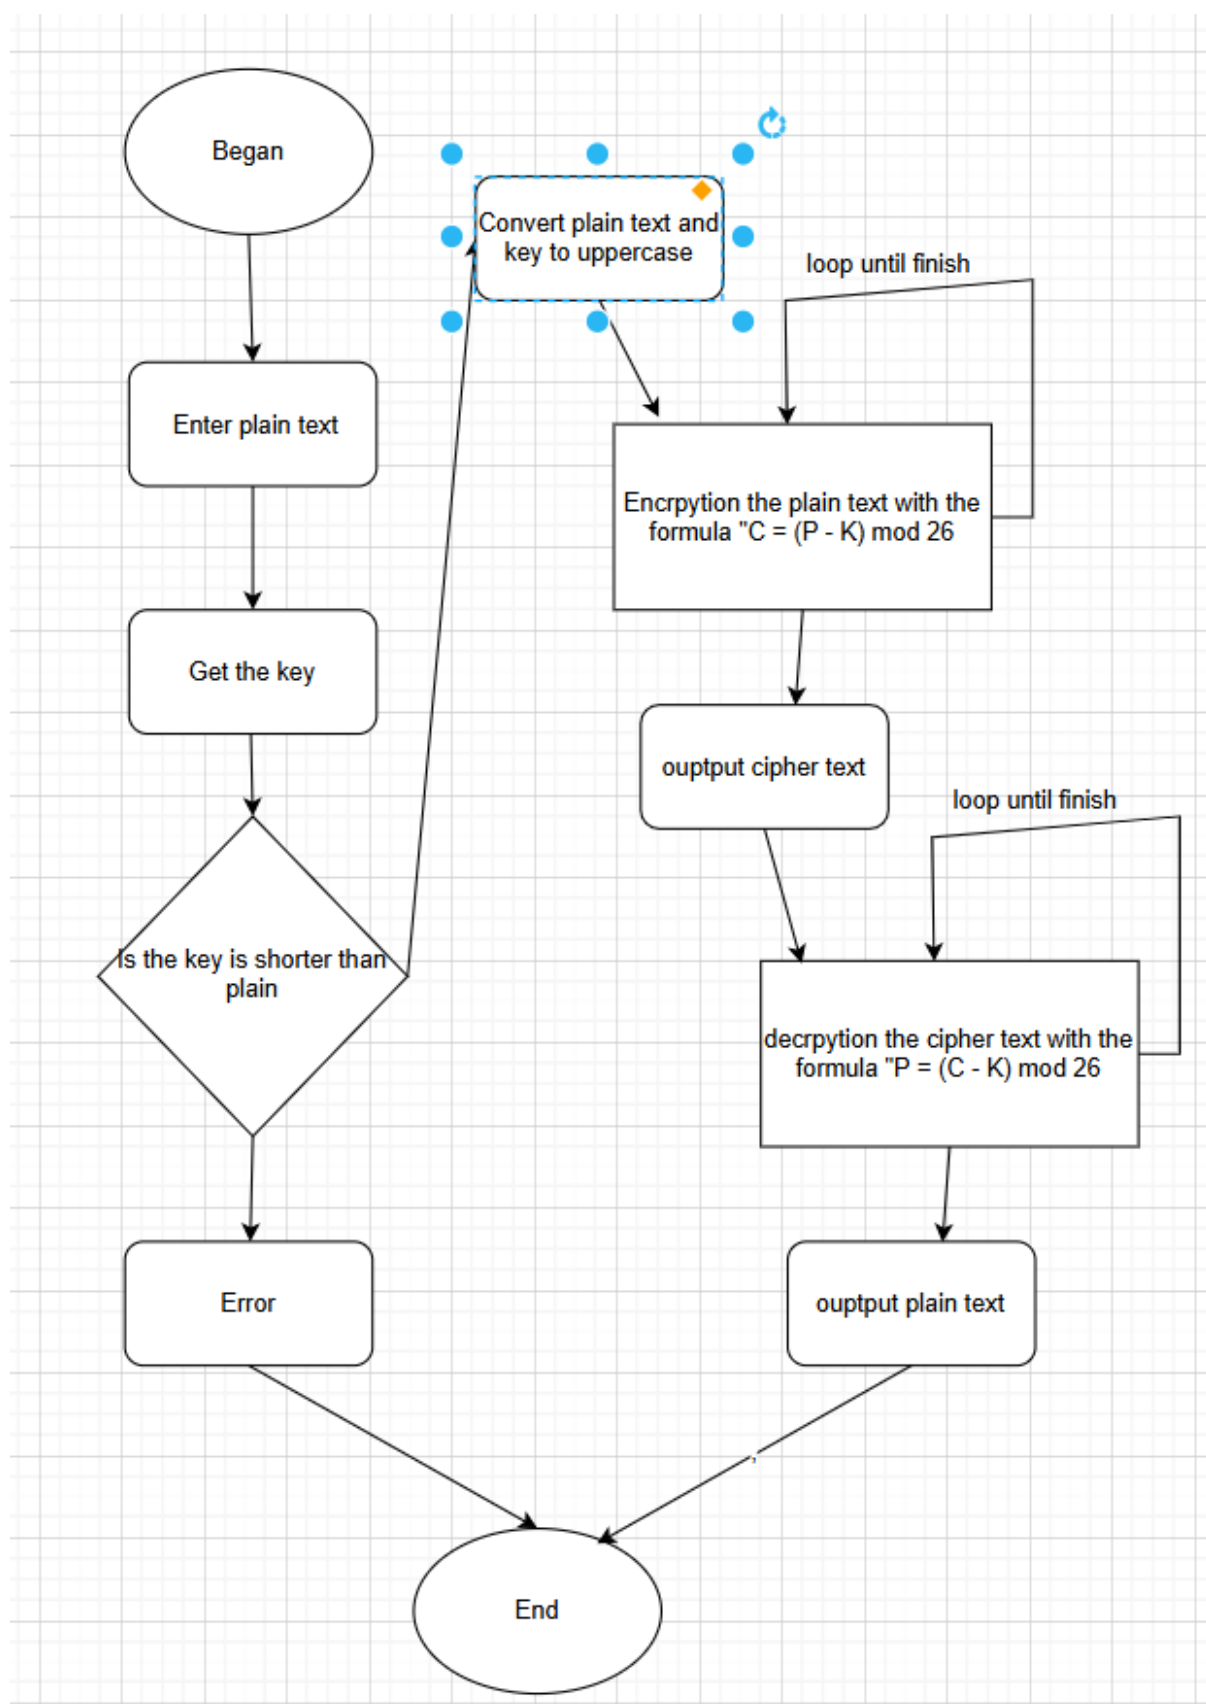 Began
Enter plain text
Get the key
Is the key is shorter than
plain
Error
Convert plain text and
key to uppercase
loop until finish
Encrpytion the plain text with the
formula "C = (P - K) mod 26
ouptput cipher text
loop until finish
decrpytion the cipher text with the
formula "P = (C - K) mod 26
ouptput plain text
,
End